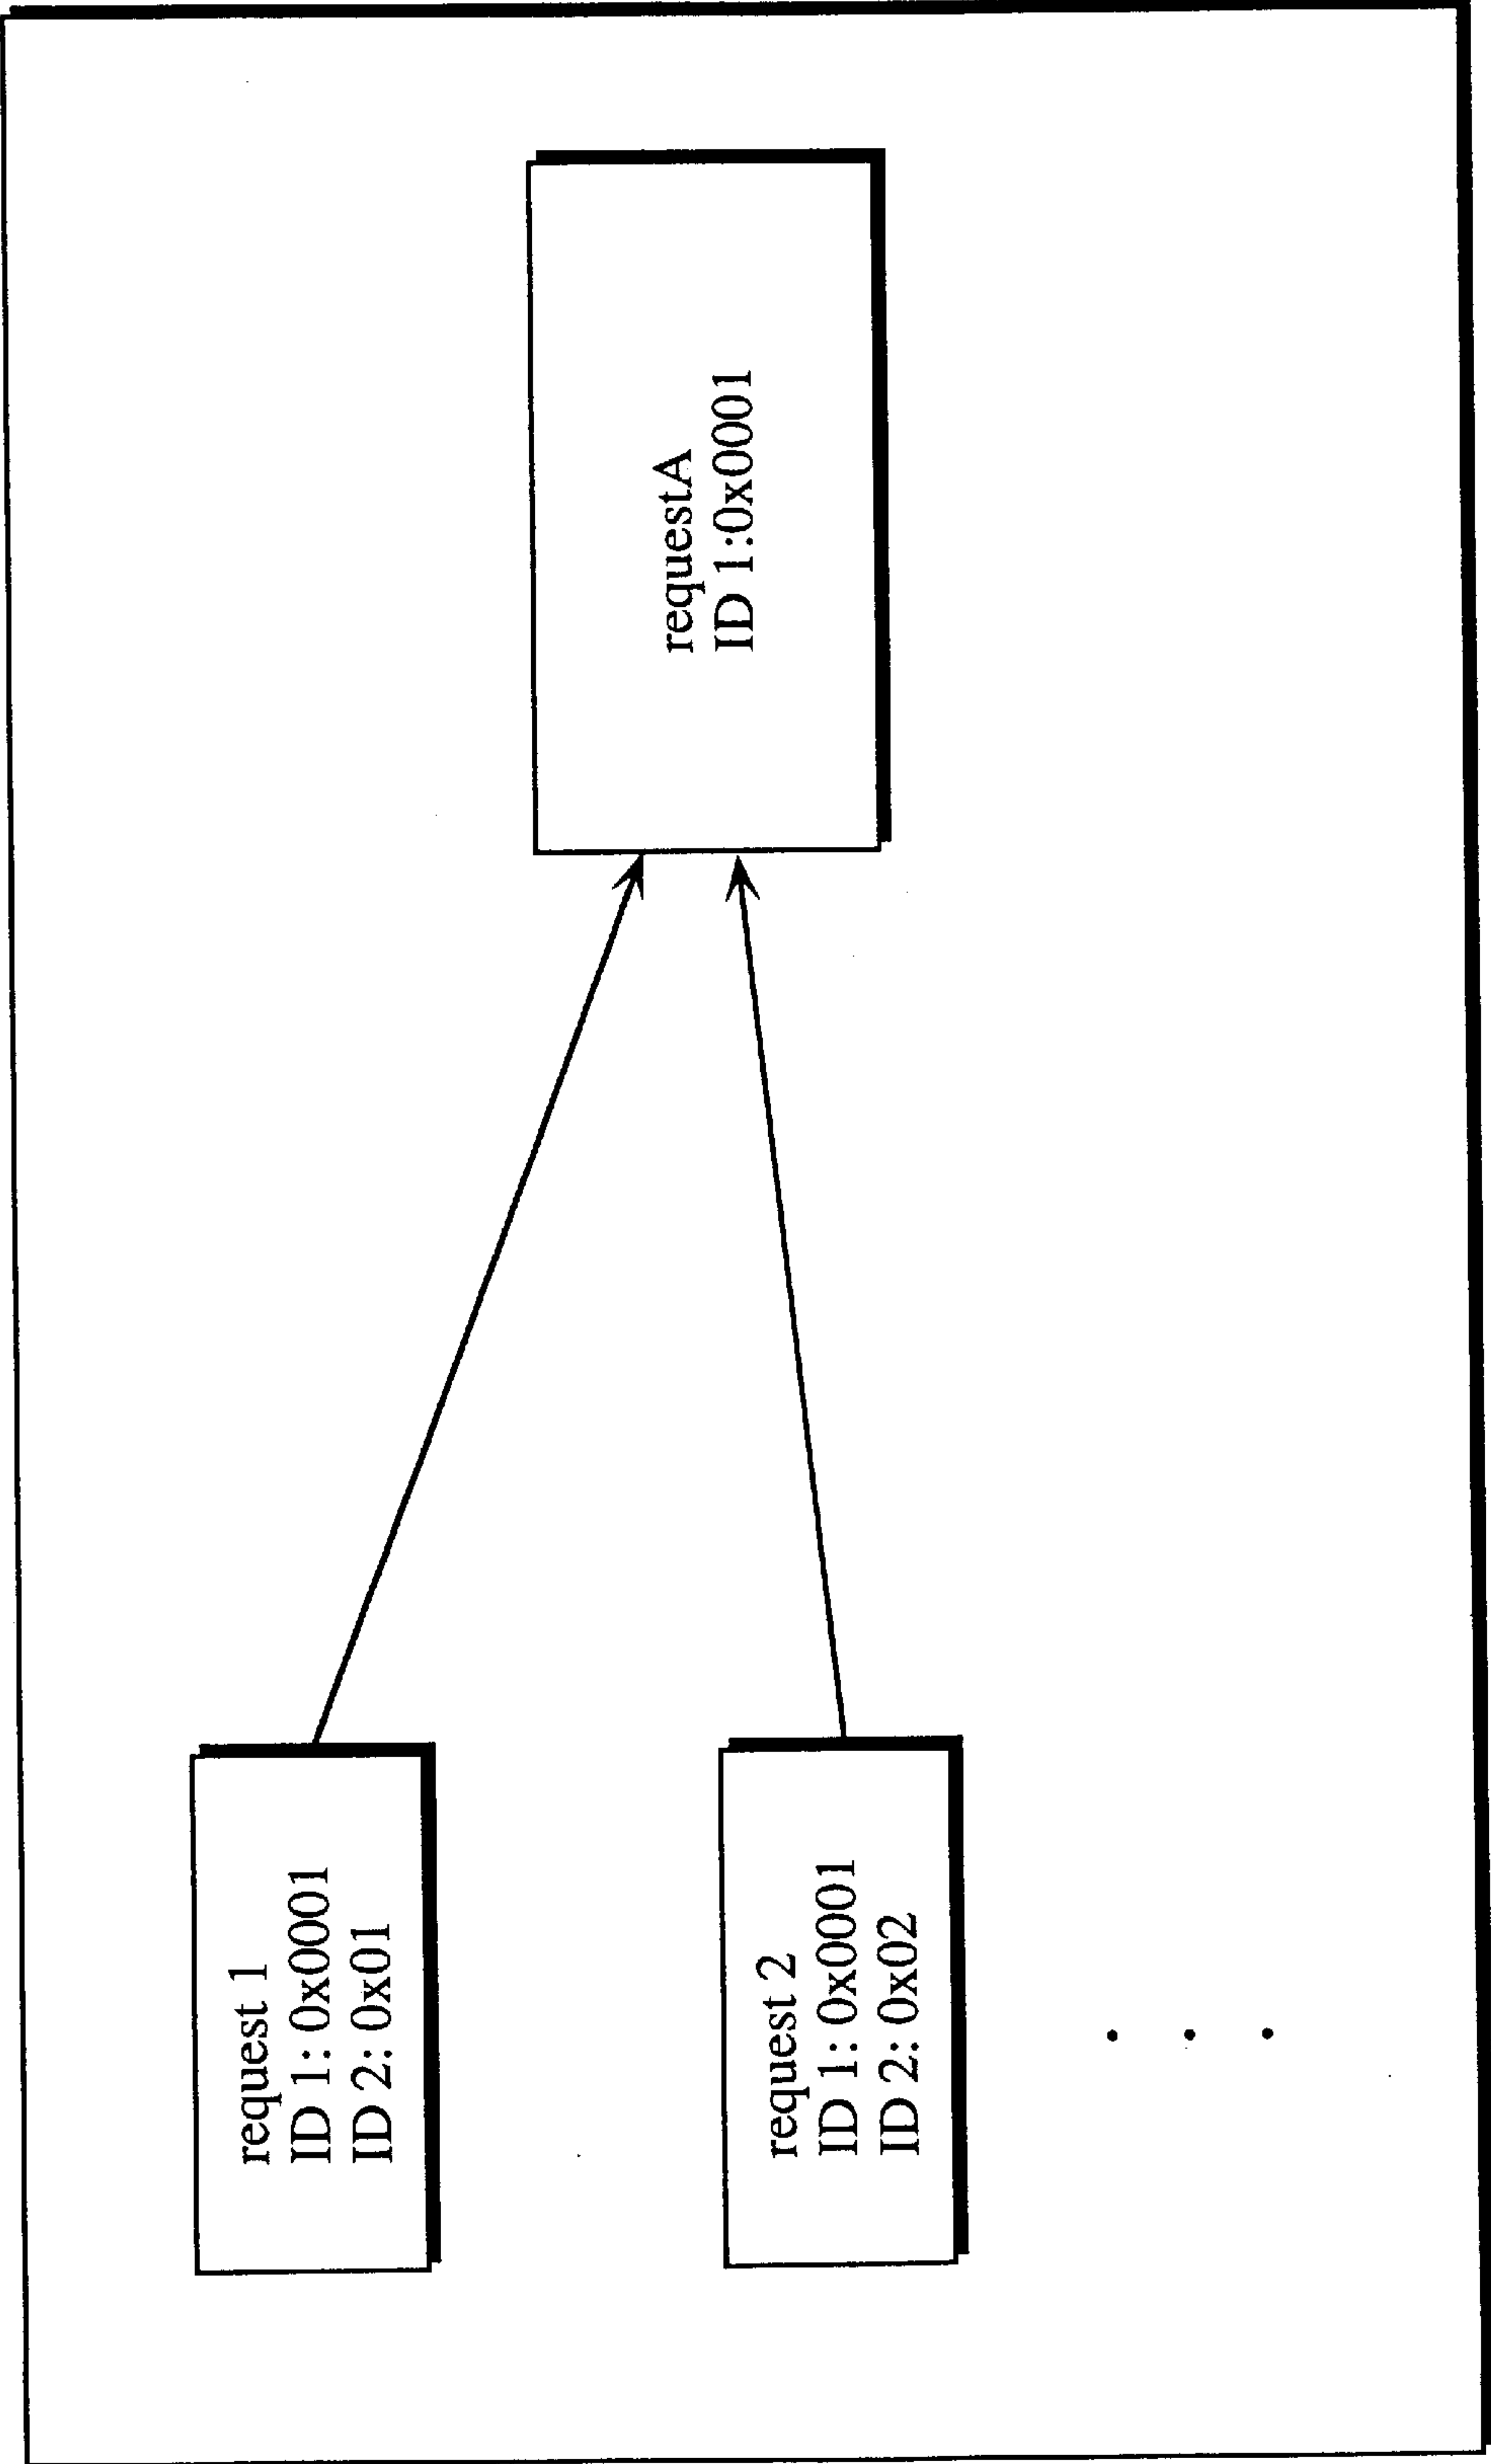 request 1
ID 1: 0x0001
ID 2: 0x01
request 2
ID 1: 0x0001
ID 2: 0x02
requestA
ID 1:0x0001